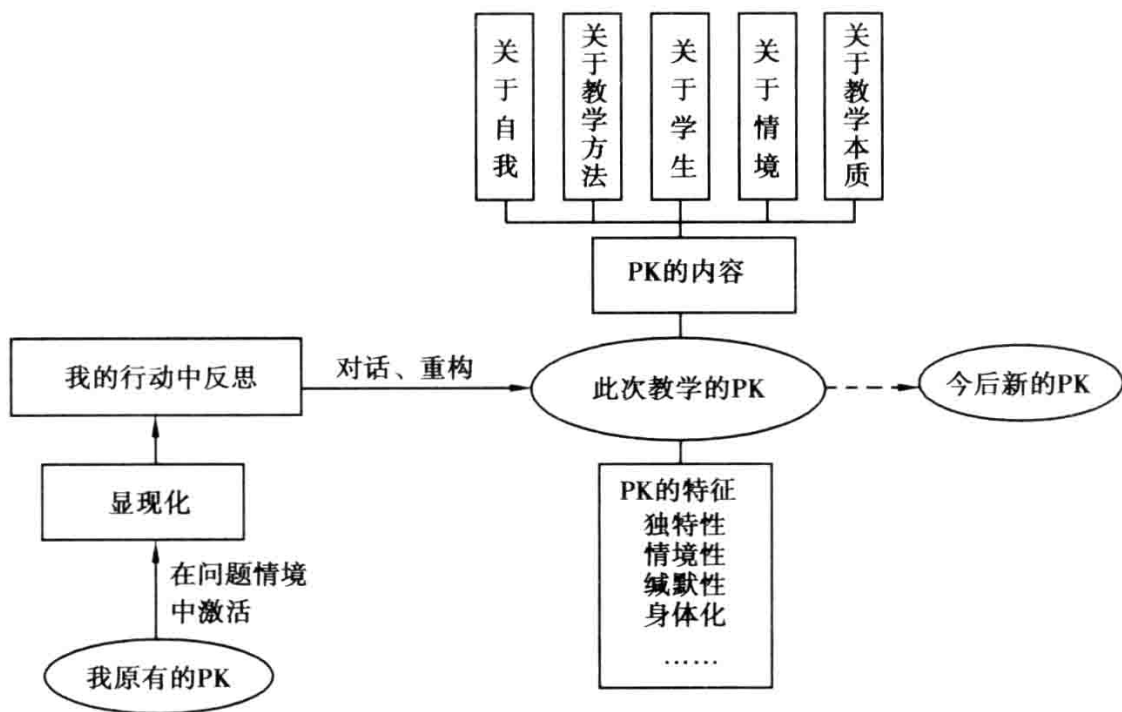 关于自我
关于教学方法
关于学生
关于情境
关于教学本质
PK的内容
我的行动中反思
对话、重构
此次教学的PK
今后新的PK
显现化
PK的特征
独特性
情境性
缄默性
身体化
……
在问题情境
中激活
我原有的PK